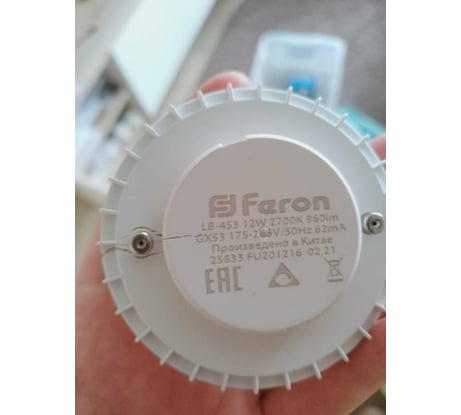 Feron
LB-453 12W 2700K 960lm
GX53 175-265V/50Hz 62mA
Произведено в Китае
25833 FU201216 02.21
EAC